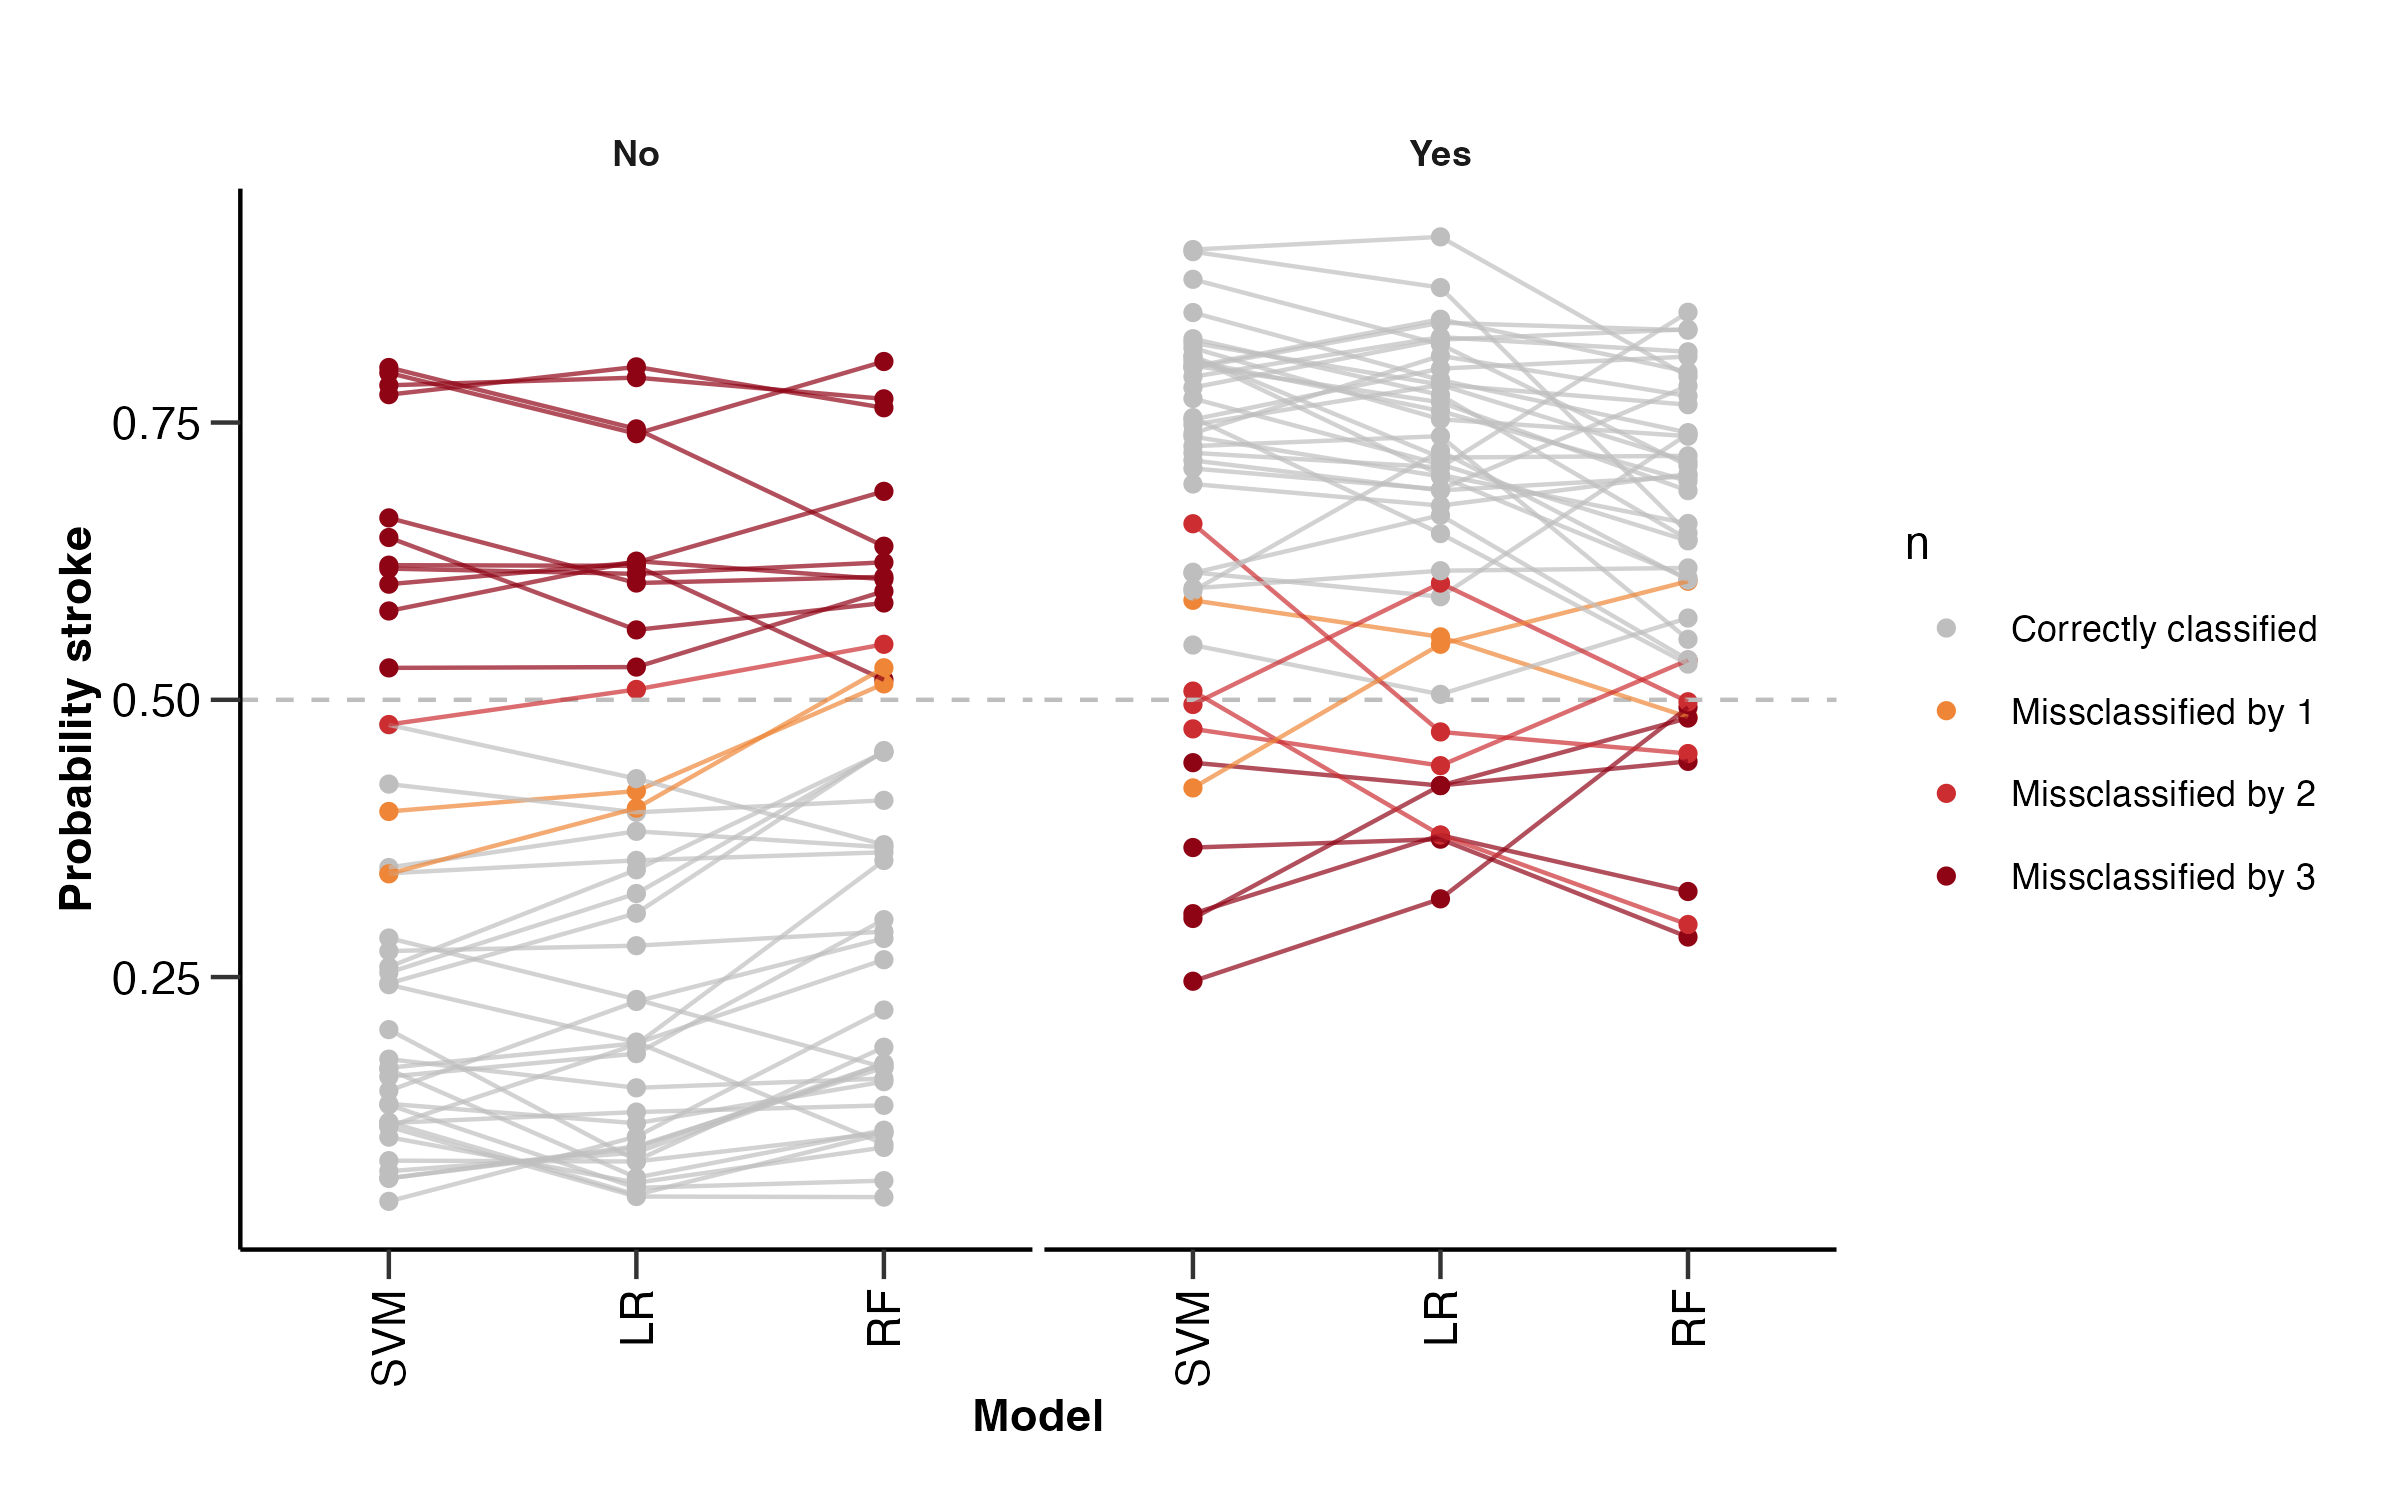 No
Yes
Probability stroke
0.75
0.50
0.25
SVM
LR
RF
SVM
LR
RF
Model
n
Correctly classified
Missclassified by 1
Missclassified by 2
Missclassified by 3